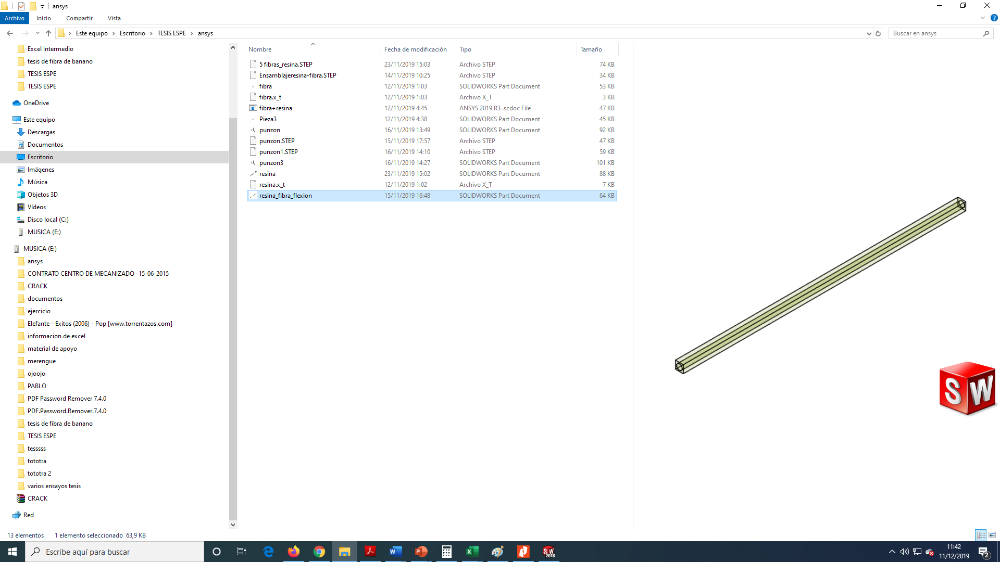 ansys
Archivo Inicio Compartir Vista
Este equipo Escritorio TESIS ESPE ansys
Buscar en ansys
Excel Intermedio
tesis de fibra de banano
TESIS ESPE
TESIS ESPE
OneDrive
Este equipo
Descargas
Documentos
Escritorio
Imágenes
Música
Objetos 3D
Vídeos
Disco local (C:)
MUSICA (E:)
MUSICA (E:)
ansys
CONTRATO CENTRO DE MECANIZADO -15-06-2015
CRACK
documentos
ejercicio
Elefante - Exitos (2006) - Pop [www.torrentazos.com]
informacion de excel
material de apoyo
merengue
ojoojo
PABLO
PDF Password Remover 7.4.0
PDF.Password.Remover.7.4.0
tesis de fibra de banano
TESIS ESPE
tesssss
tototra
tototra 2
varios ensayos tesis
CRACK
Red
Nombre Fecha de modificación Tipo Tamaño
5 fibras_resina.STEP 23/11/2019 15:03 Archivo STEP 74 KB
Ensamblajeresina-fibra.STEP 14/11/2019 10:25 Archivo STEP 34 KB
fibra 12/11/2019 1:03 SOLIDWORKS Part Document 53 KB
fibra.x_t 12/11/2019 1:03 Archivo X_T 3 KB
fibra+resina 12/11/2019 4:45 ANSYS 2019 R3 .scdoc File 47 KB
Pieza3 12/11/2019 4:38 SOLIDWORKS Part Document 45 KB
punzon 16/11/2019 13:49 SOLIDWORKS Part Document 92 KB
punzon.STEP 15/11/2019 17:57 Archivo STEP 47 KB
punzon1.STEP 16/11/2019 14:10 Archivo STEP 59 KB
punzon3 16/11/2019 14:27 SOLIDWORKS Part Document 101 KB
resina 23/11/2019 15:02 SOLIDWORKS Part Document 88 KB
resina.x_t 12/11/2019 1:02 Archivo X_T 7 KB
resina_fibra_flexion 15/11/2019 16:48 SOLIDWORKS Part Document 64 KB
SW
13 elementos 1 elemento seleccionado 63,9 KB
Escribe aquí para buscar
SW
2018
11:42
11/12/2019
2